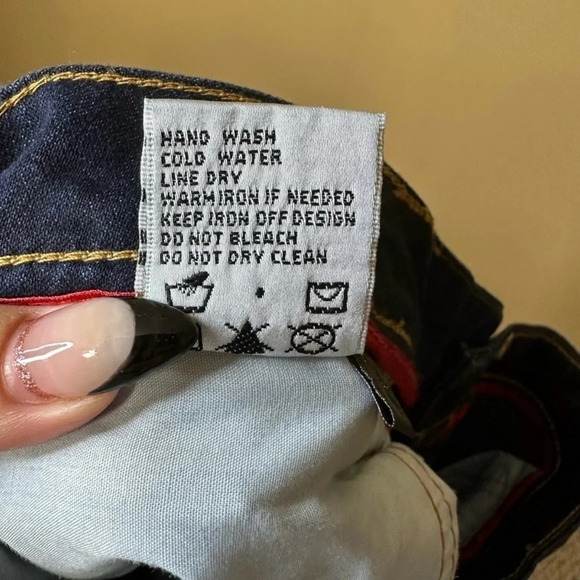 HAND WASH
COLD WATER
LINE DRY
WARM IRON IF NEEDED
KEEP IRON OFF DESIGN
DO NOT BLEACH
DO NOT DRY CLEAN